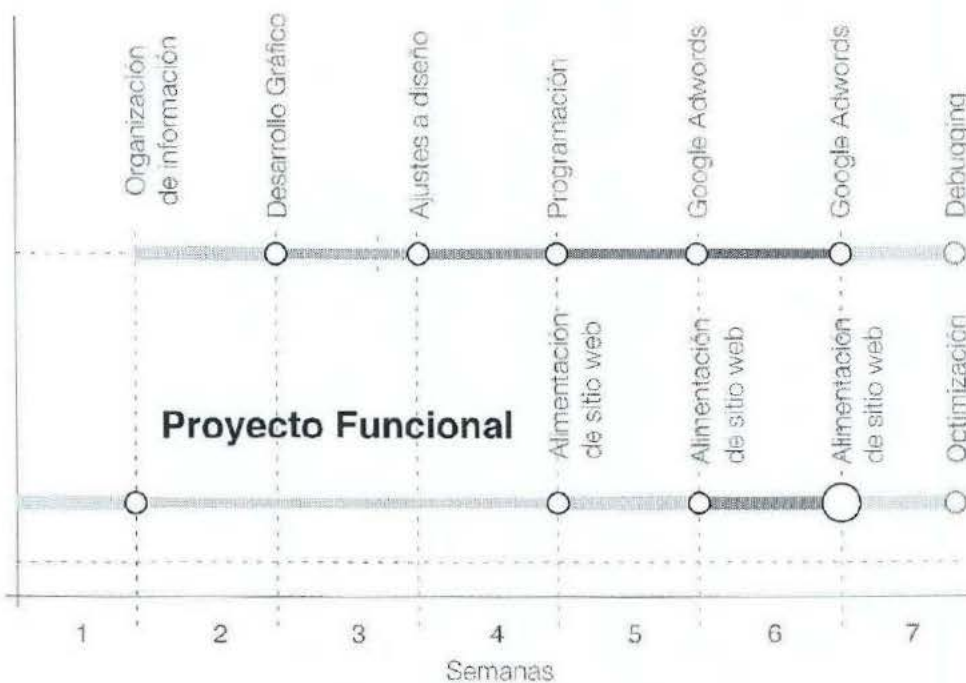 Organización
de información
Desarrollo Gráfico
Ajustes a diseño
Programación
Google Adwords
Google Adwords
Debugging
Proyecto Funcional
Alimentación
de sitio web
Alimentación
de sitio web
Alimentación
de sitio web
Optimización
1 2 3 4 5 6 7
Semanas